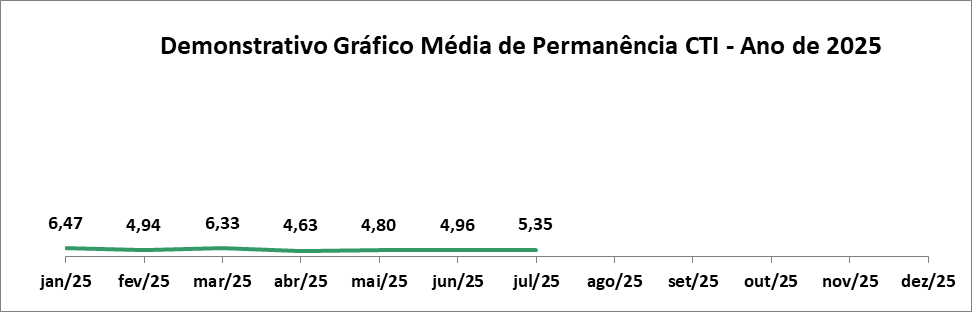 Demonstrativo Gráfico Média de Permanência CTI - Ano de 2025
6,47 4,94 6,33 4,63 4,80 4,96 5,35
jan/25 fev/25 mar/25 abr/25 mai/25 jun/25 jul/25 ago/25 set/25 out/25 nov/25 dez/25